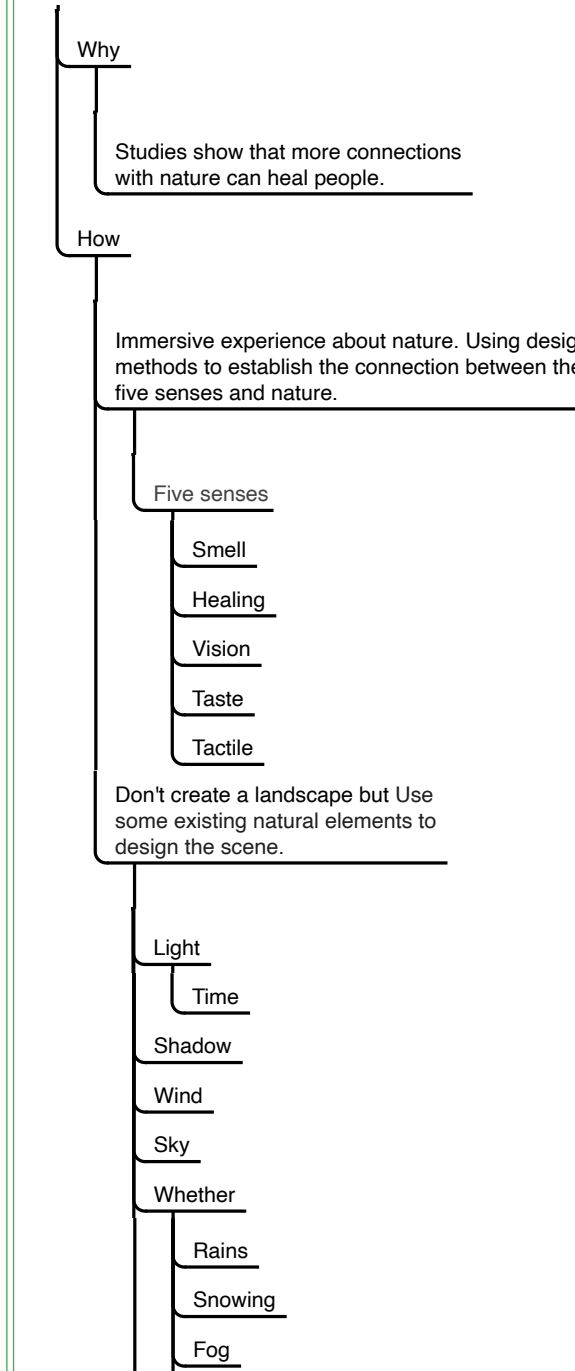 Why
Studies show that more connections
with nature can heal people.
How
Immersive experience about nature. Using desig
methods to establish the connection between the
five senses and nature.
Five senses
Smell
Healing
Vision
Taste
Tactile
Don't create a landscape but Use
some existing natural elements to
design the scene.
Light
Time
Shadow
Wind
Sky
Whether
Rains
Snowing
Fog